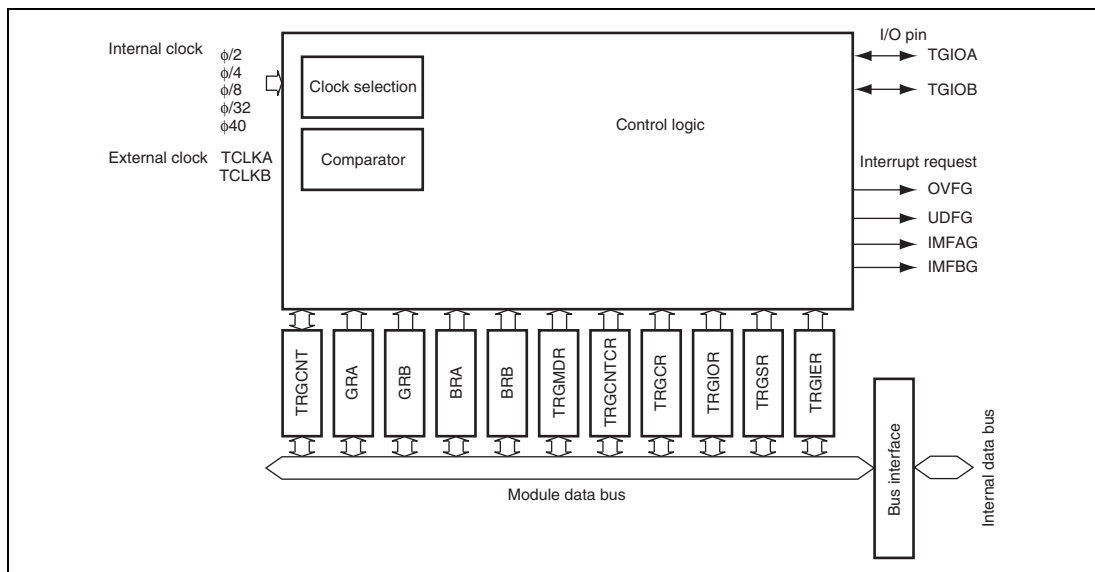 Internal clock
ϕ/2
ϕ/4
ϕ/8
ϕ/32
ϕ40
External clock TCLKA
TCLKB
Clock selection
Comparator
Control logic
I/O pin
TGIOA
TGIOB
Interrupt request
OVFG
UDFG
IMFAG
IMFBG
TRGCNT
GRA
GRB
BRA
BRB
TRGMDR
TRGCNTCR
TRGCR
TRGIOR
TRGSR
TRGIER
Module data bus
Bus interface
Internal data bus